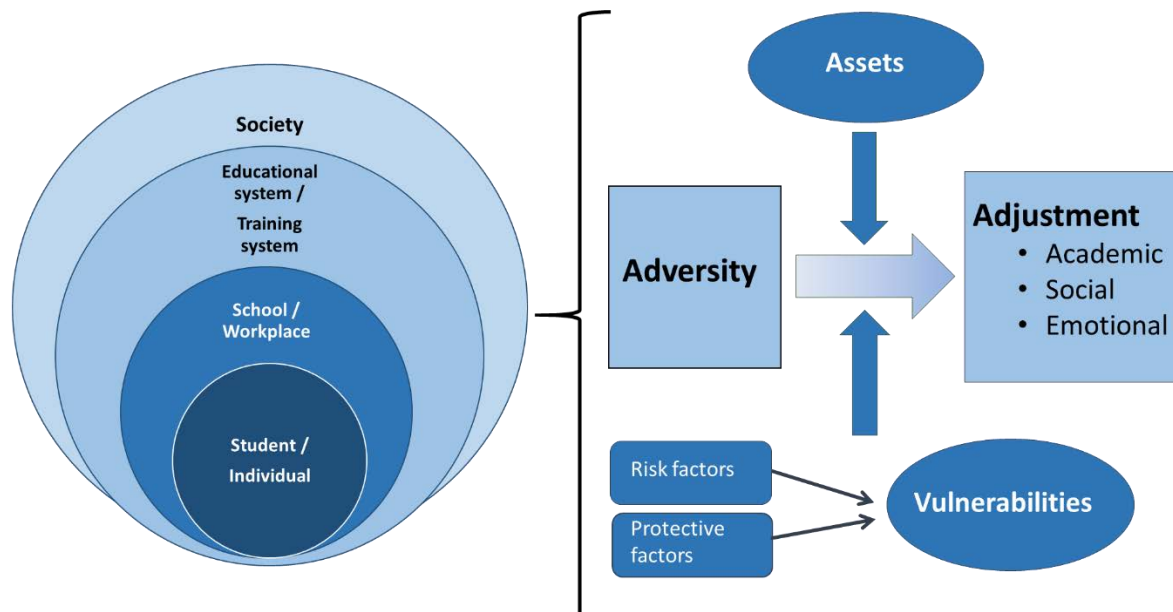 Society
Educational
system /
Training
system
School /
Workplace
Student /
Individual
Assets
Adversity
Adjustment
• Academic
• Social
• Emotional
Risk factors
Protective
factors
Vulnerabilities